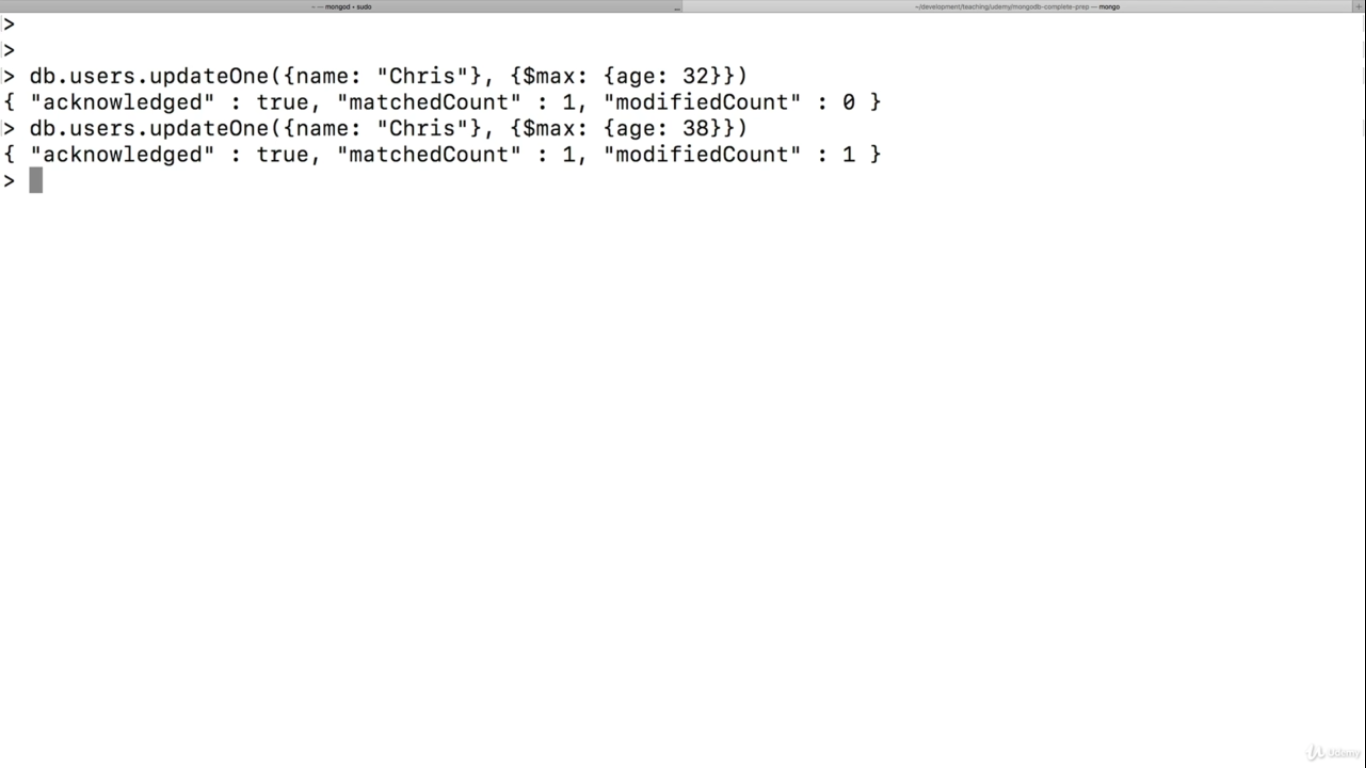 ~ — mongod • sudo
~/development/teaching/udemy/mongodb-complete-prep — mongo
>
>
> db.users.updateOne({name: "Chris"}, {$max: {age: 32}})
{ "acknowledged" : true, "matchedCount" : 1, "modifiedCount" : 0 }
> db.users.updateOne({name: "Chris"}, {$max: {age: 38}})
{ "acknowledged" : true, "matchedCount" : 1, "modifiedCount" : 1 }
>
Udemy